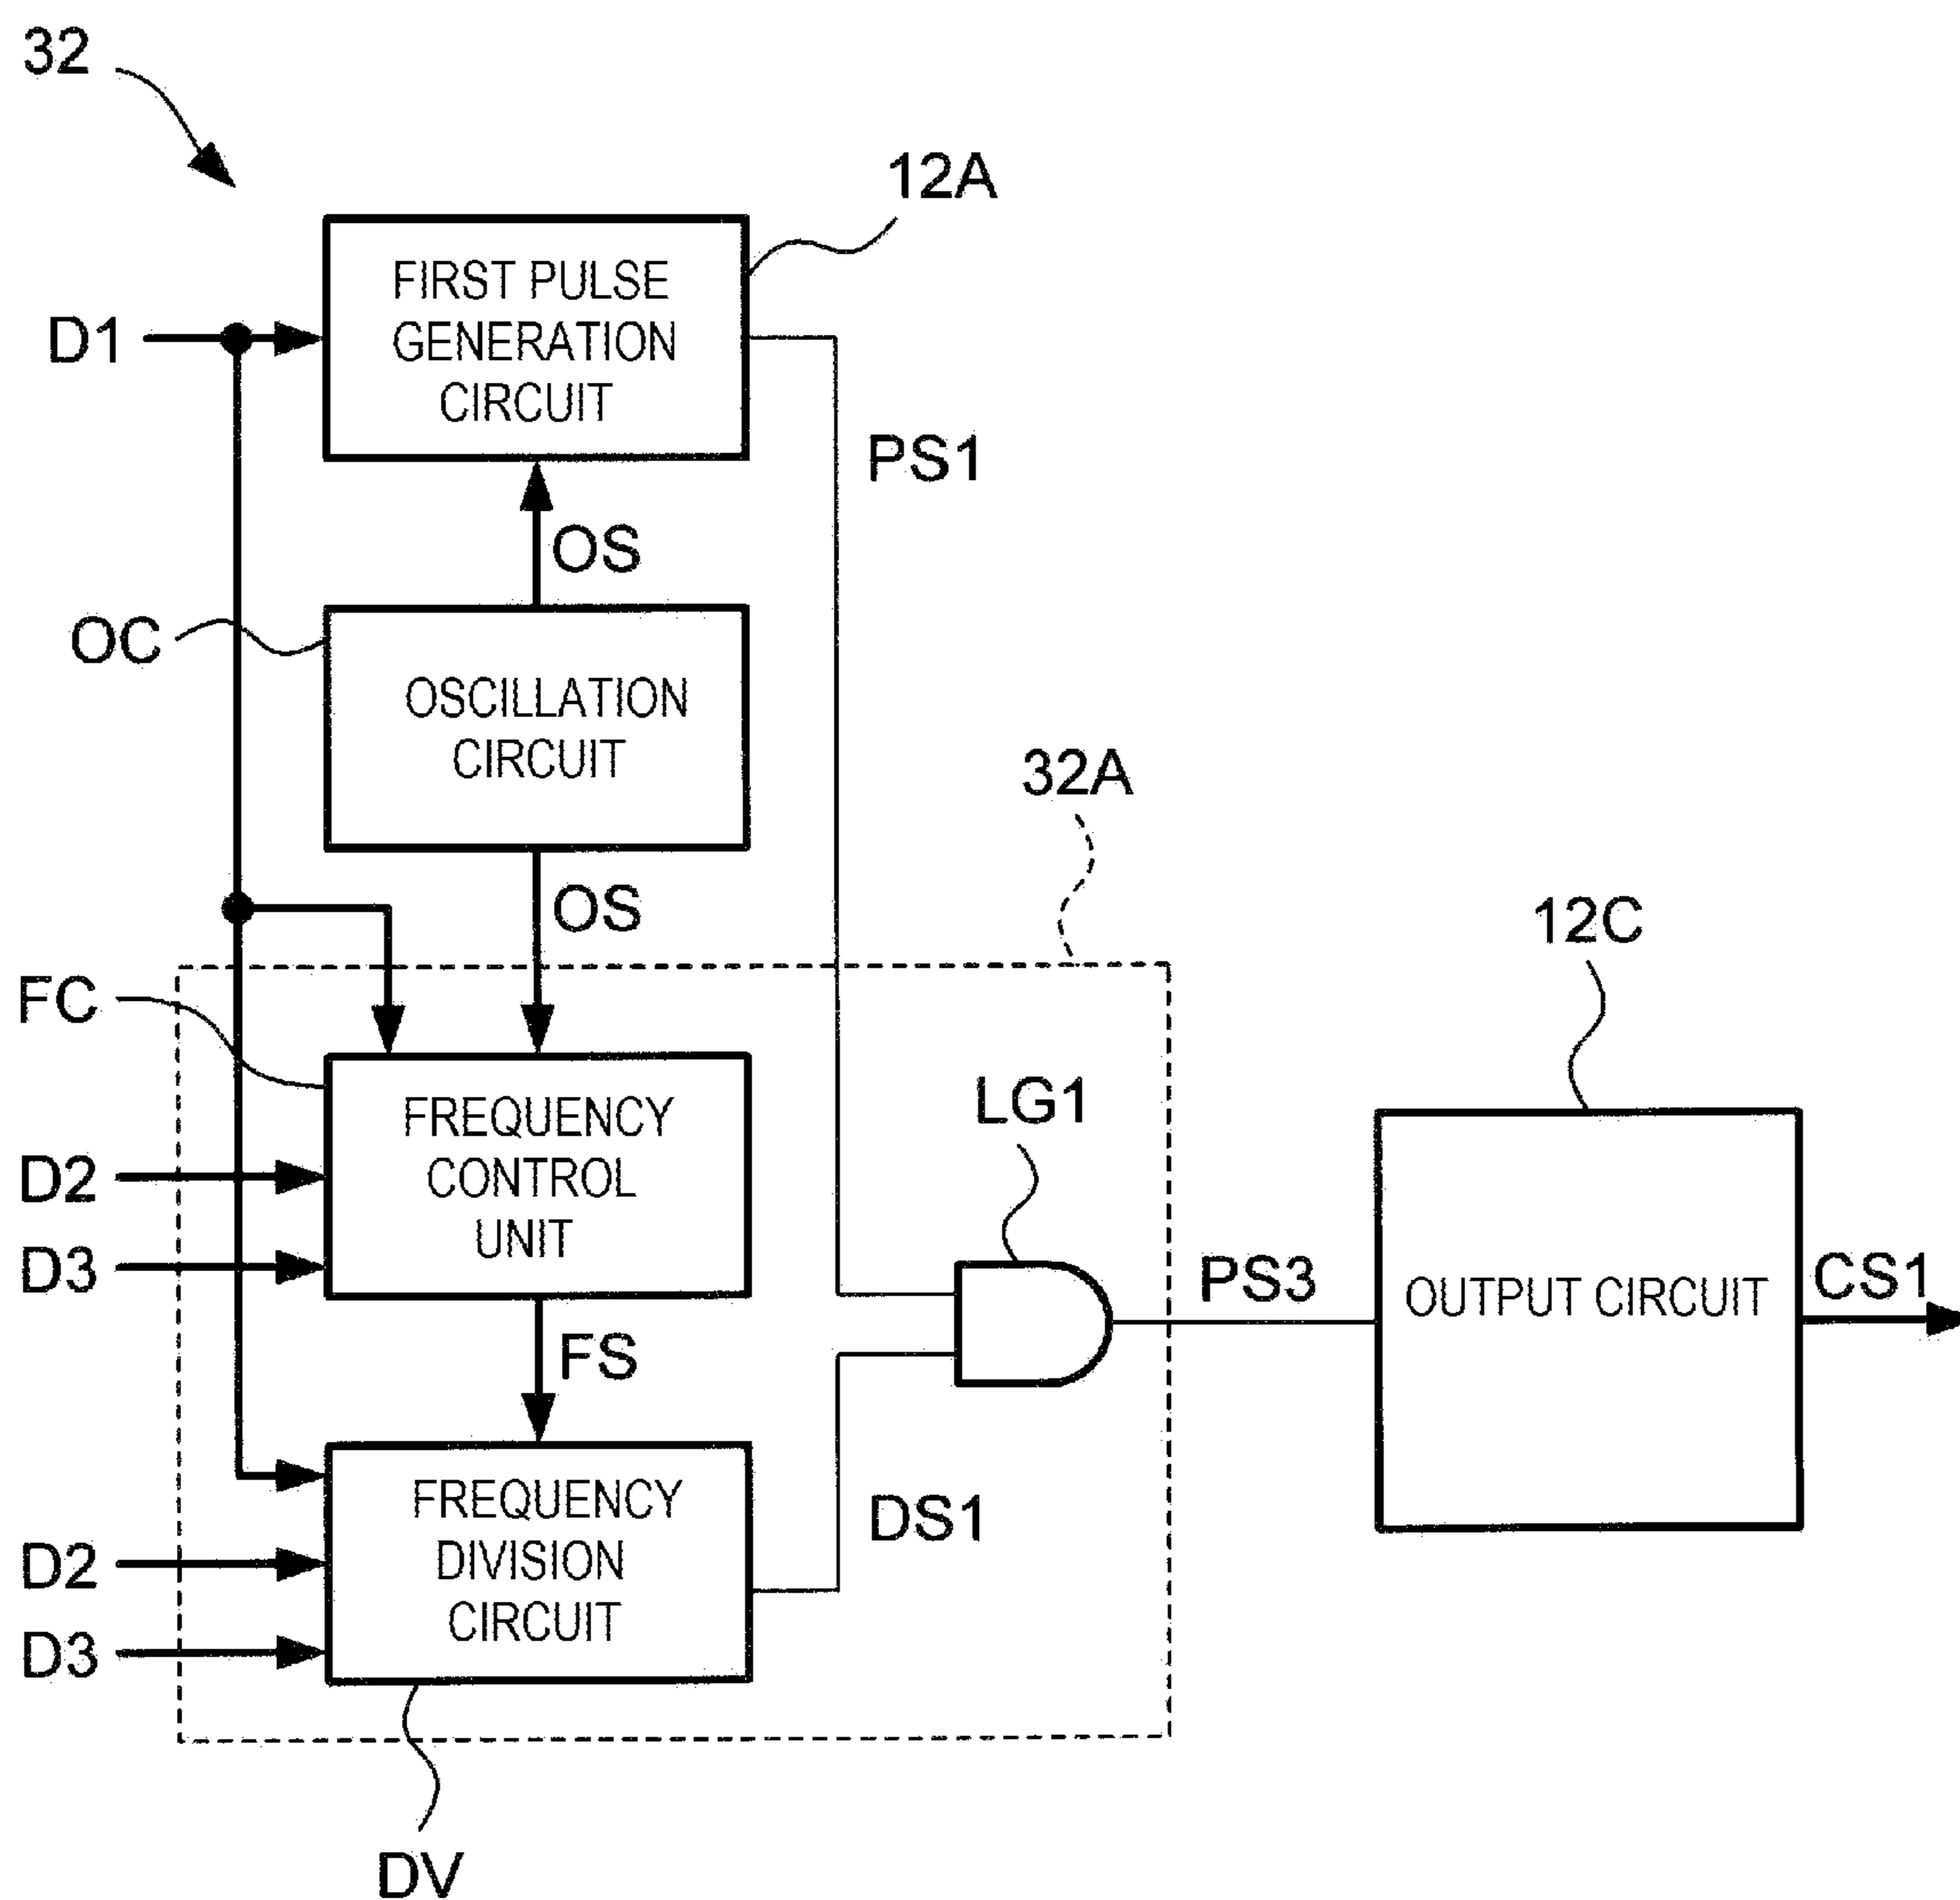 32
12A
FIRST PULSE
GENERATION
CIRCUIT
D1
PS1
OS
OC
OSCILLATION
CIRCUIT
32A
OS
12C
FC
FREQUENCY
CONTROL
UNIT
LG1
D2
D3
PS3
OUTPUT CIRCUIT
CS1
FS
FREQUENCY
DIVISION
CIRCUIT
DS1
D2
D3
DV